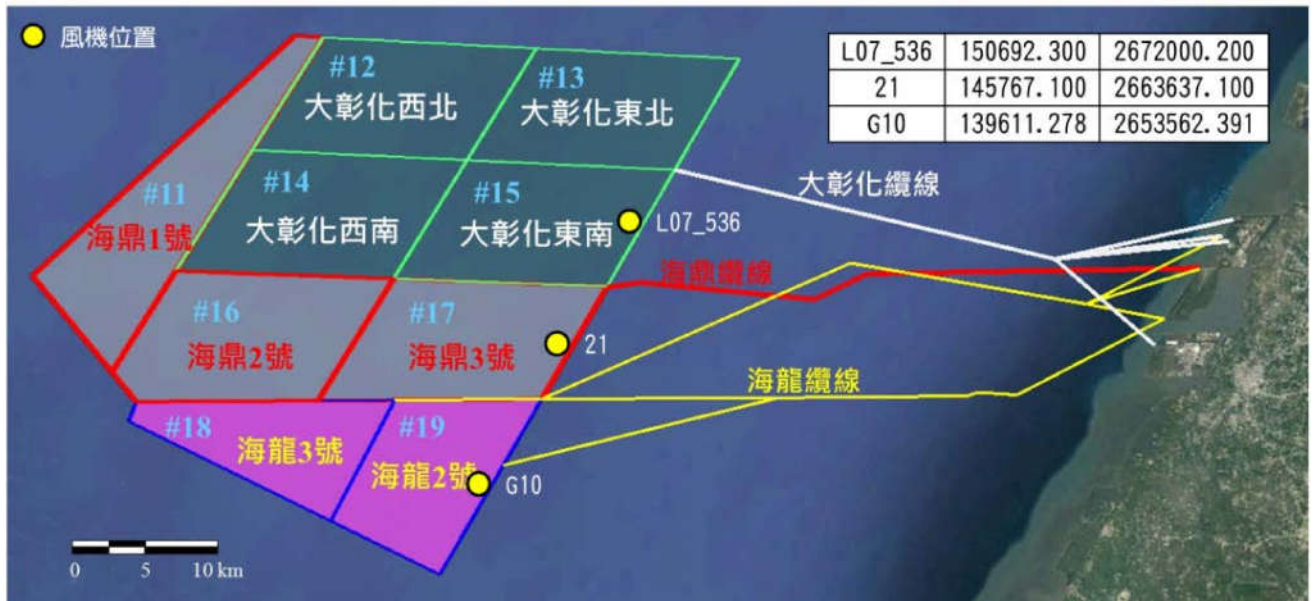 風機位置
L07_536 150692.300 2672000.200
21 145767.100 2663637.100
G10 139611.278 2653562.391
#12
大彰化西北
#13
大彰化東北
#11
海鼎1號
#14
大彰化西南
#15
大彰化東南
L07_536
大彰化纜線
海鼎纜線
#16
海鼎2號
#17
海鼎3號
21
海龍纜線
#18
海龍3號
#19
海龍2號
G10
0 5 10 km